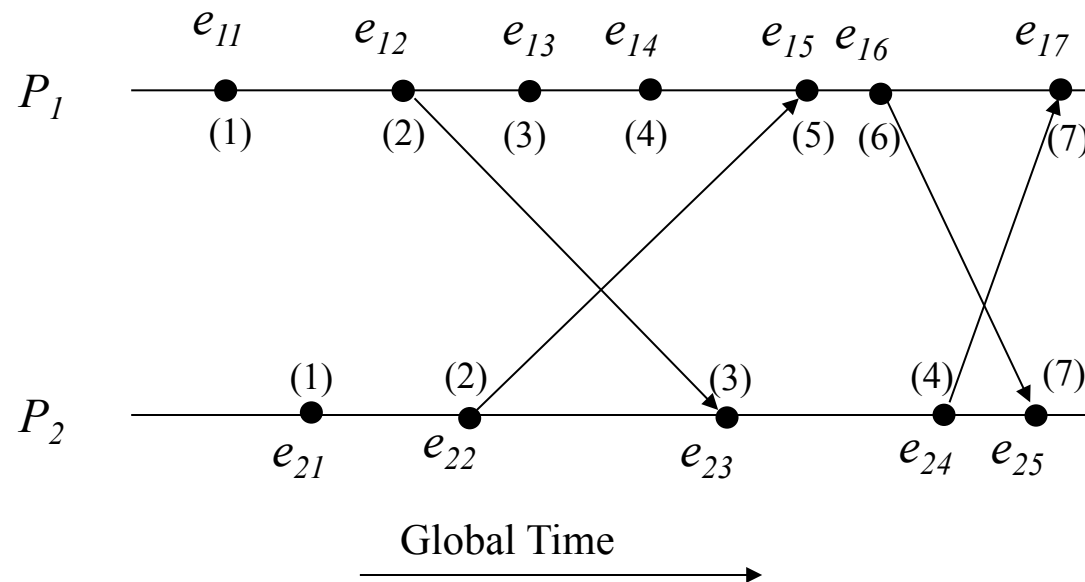 e11 e12 e13 e14 e15 e16 e17
P1
(1) (2) (3) (4) (5) (6) (7)
(1) (2) (3) (4) (7)
P2
e21 e22 e23 e24 e25
Global Time